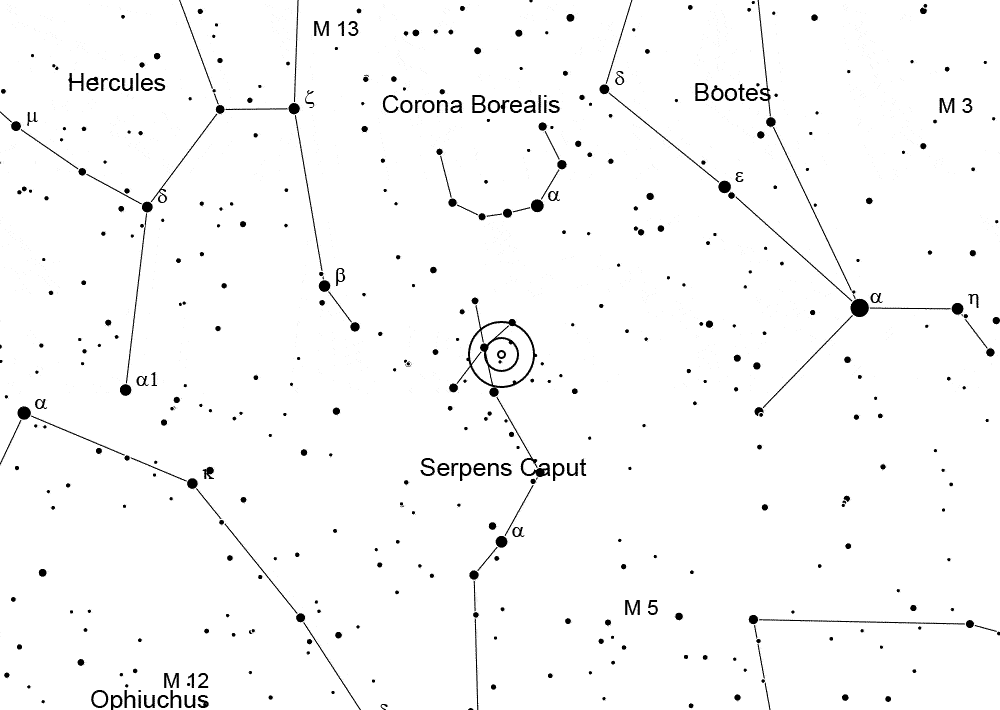 M 13
Hercules
δ
Bootes
ζ
Corona Borealis
M 3
μ
ε
δ
α
β
α
η
α1
α
κ
Serpens Caput
α
M 5
M 12
Ophiuchus
δ